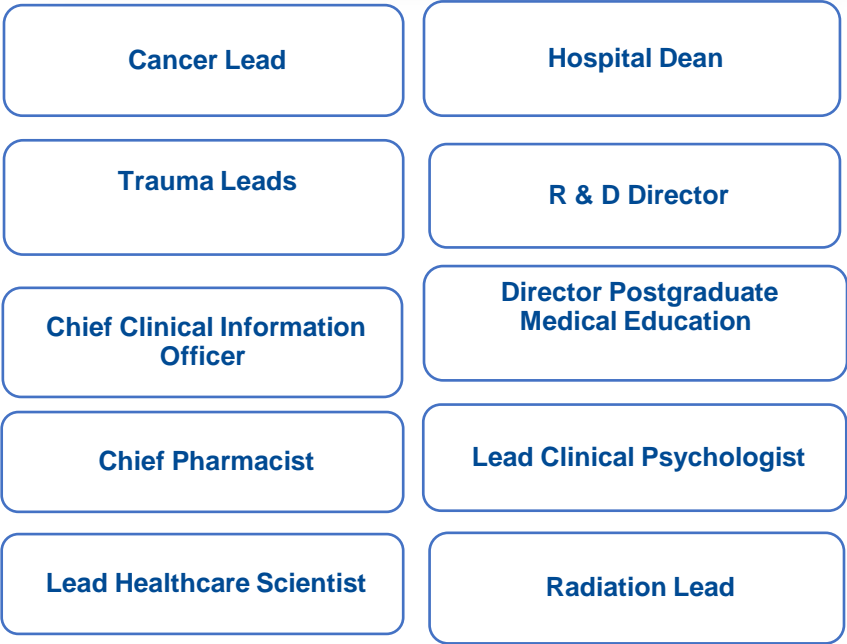 Cancer Lead
Hospital Dean
Trauma Leads
R & D Director
Chief Clinical Information
Officer
Director Postgraduate
Medical Education
Chief Pharmacist
Lead Clinical Psychologist
Lead Healthcare Scientist
Radiation Lead